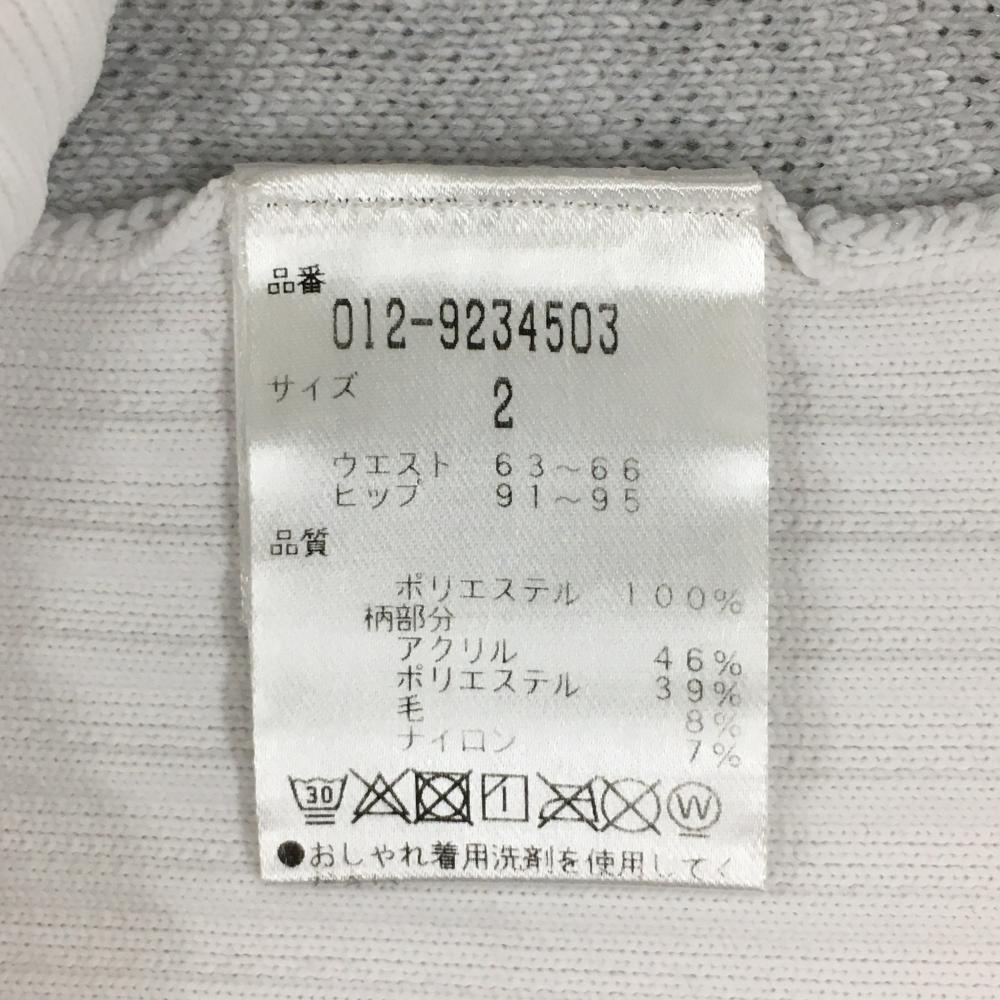 品番
012-9234503
サイズ 2
ウエスト 63~66
ヒップ 91~95
品質
ポリエステル 100%
柄部分
アクリル 46%
ポリエステル 39%
毛 8%
ナイロン 7%
30 W
●おしゃれ着用洗剤を使用してく